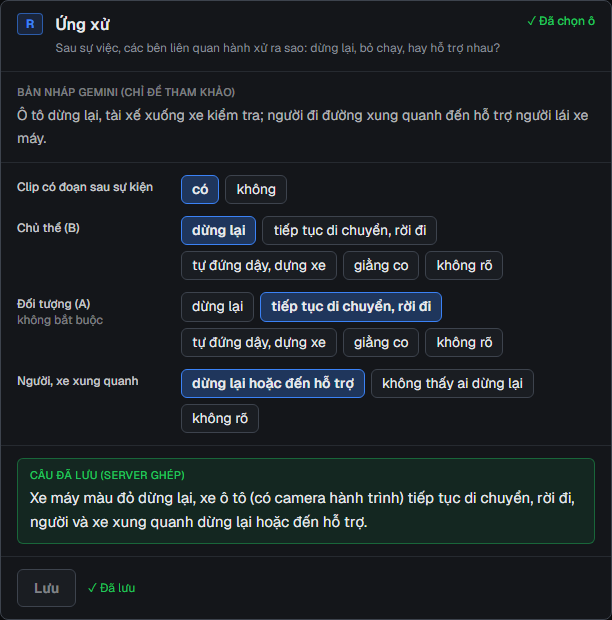 R
Ứng xử
✓ Đã chọn ô
Sau sự việc, các bên liên quan hành xử ra sao: dừng lại, bỏ chạy, hay hỗ trợ nhau?
BẢN NHÁP GEMINI (CHỈ ĐỂ THAM KHẢO)
Ô tô dừng lại, tài xế xuống xe kiểm tra; người đi đường xung quanh đến hỗ trợ người lái xe
máy.
Clip có đoạn sau sự kiện
có
không
Chủ thể (B)
dừng lại
tiếp tục di chuyển, rời đi
tự đứng dậy, dựng xe
giằng co
không rõ
Đối tượng (A)
không bắt buộc
dừng lại
tiếp tục di chuyển, rời đi
tự đứng dậy, dựng xe
giằng co
không rõ
Người, xe xung quanh
dừng lại hoặc đến hỗ trợ
không thấy ai dừng lại
không rõ
CÂU ĐÃ LƯU (SERVER GHÉP)
Xe máy màu đỏ dừng lại, xe ô tô (có camera hành trình) tiếp tục di chuyển, rời đi,
người và xe xung quanh dừng lại hoặc đến hỗ trợ.
Lưu
✓ Đã lưu